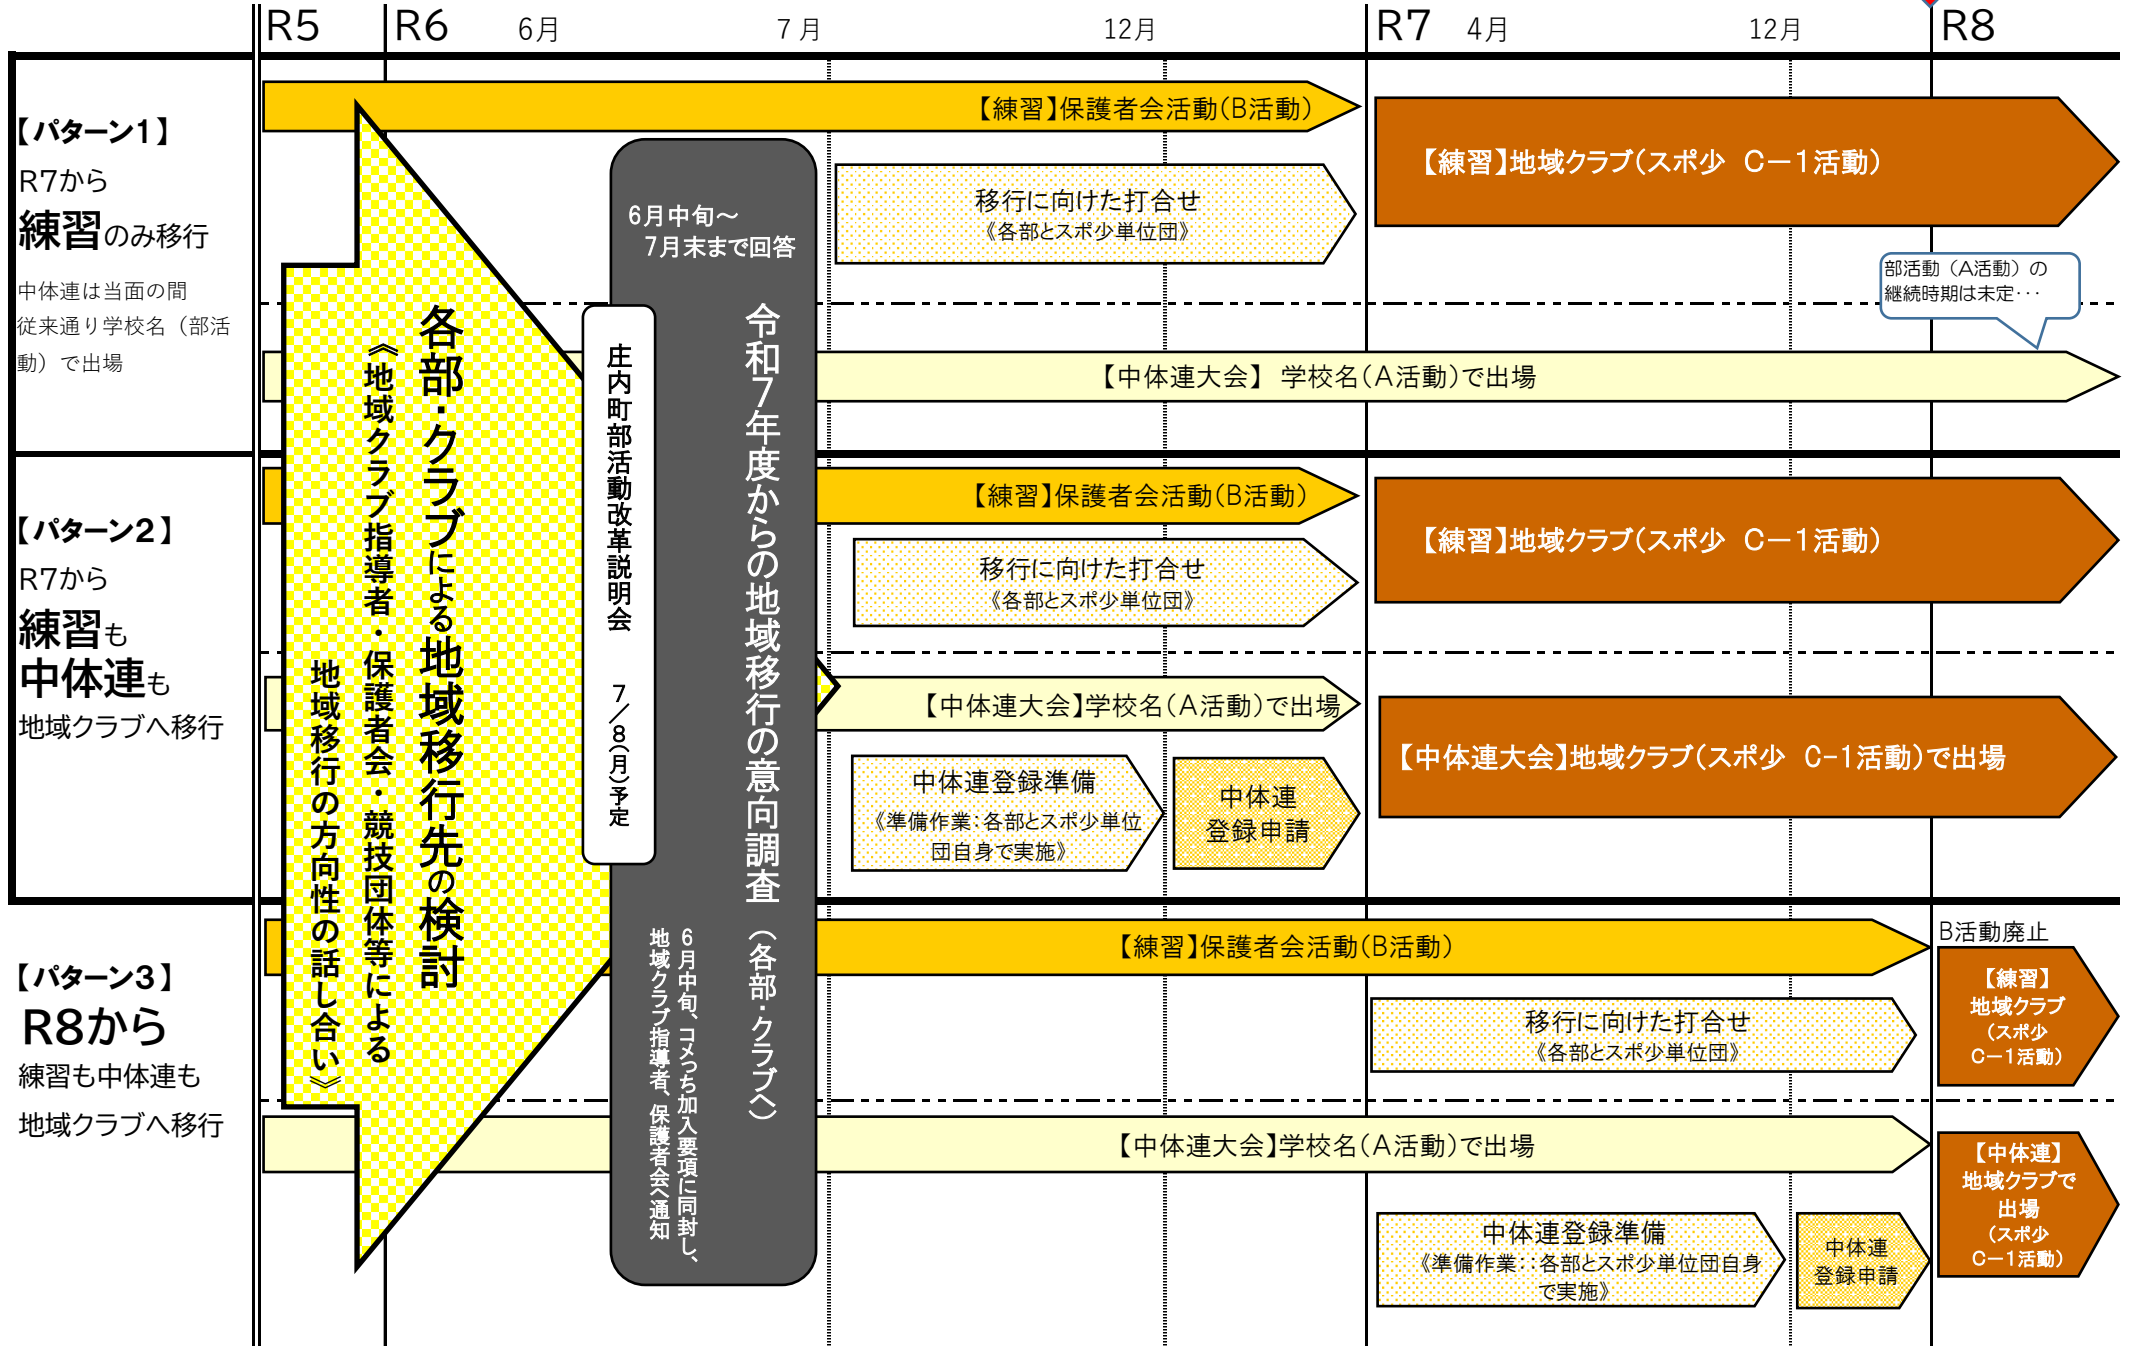 R5
R6
6月
7月
12月
R7
4月
12月
R8
【パターン1】
R7から
練習のみ移行
中体連は当面の間
従来通り学校名（部活
動）で出場
【練習】保護者会活動（B活動）
移行に向けた打合せ
《各部とスポ少単位団》
【練習】地域クラブ（スポ少　C－1活動）
部活動（A活動）の
継続時期は未定･･･
【中体連大会】 学校名（A活動）で出場
各部・クラブによる地域移行先の検討
《地域クラブ指導者・保護者会・競技団体等による
地域移行の方向性の話し合い》
庄内町部活動改革説明会　7／8（月）予定
6月中旬～
7月末まで回答
令和7年度からの地域移行の意向調査（各部・クラブへ）
6月中旬、コメっち加入要項に同封し、
地域クラブ指導者、保護者会へ通知
【パターン2】
R7から
練習も
中体連も
地域クラブへ移行
【練習】保護者会活動（B活動）
移行に向けた打合せ
《各部とスポ少単位団》
【練習】地域クラブ（スポ少　C－1活動）
【中体連大会】学校名（A活動）で出場
中体連登録準備
《準備作業：各部とスポ少単位
団自身で実施》
中体連
登録申請
【中体連大会】地域クラブ（スポ少　C-1活動）で出場
【パターン3】
R8から
練習も中体連も
地域クラブへ移行
【練習】保護者会活動（B活動）
B活動廃止
移行に向けた打合せ
《各部とスポ少単位団》
【練習】
地域クラブ
（スポ少
C－1活動）
【中体連大会】学校名（A活動）で出場
中体連登録準備
《準備作業：：各部とスポ少単位団自身
で実施》
中体連
登録申請
【中体連】
地域クラブで
出場
（スポ少
C－1活動）